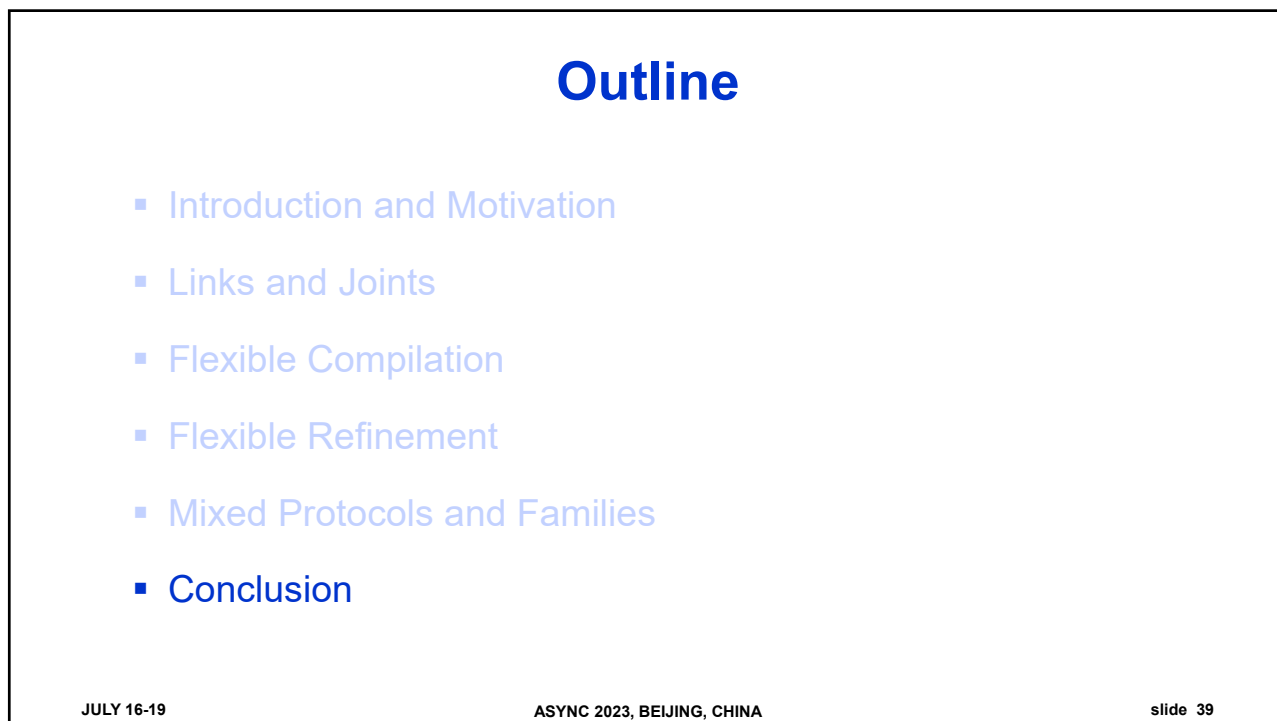 Outline
▪ Introduction and Motivation
▪ Links and Joints
▪ Flexible Compilation
▪ Flexible Refinement
▪ Mixed Protocols and Families
▪ Conclusion
JULY 16-19 ASYNC 2023, BEIJING, CHINA slide 39